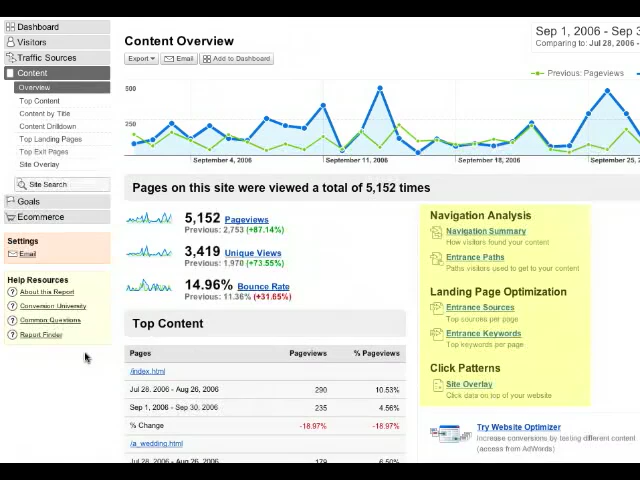 Dashboard
Visitors
Traffic Sources
Content
Overview
Top Content
Content by Title
Content Drilldown
Top Landing Pages
Top Exit Pages
Site Overlay
Site Search
Goals
Ecommerce
Settings
Email
Help Resources
About this Report
Conversion University
Common Questions
Report Finder
Content Overview
Sep 1, 2006 - Sep 3
Comparing to: Jul 28, 2006 -
Export
Email
Add to Dashboard
Previous: Pageviews
500
250
September 4, 2006
September 11, 2006
September 18, 2006
September 25,
Pages on this site were viewed a total of 5,152 times
5,152 Pageviews
Previous: 2,753 (+87.14%)
3,419 Unique Views
Previous: 1,970 (+73.55%)
14.96% Bounce Rate
Previous: 11.36% (+31.65%)
Navigation Analysis
Navigation Summary
How visitors found your content
Entrance Paths
Paths visitors used to get to your content
Landing Page Optimization
Entrance Sources
Top sources per page
Entrance Keywords
Top keywords per page
Click Patterns
Site Overlay
Click data on top of your website
Top Content
Pages Pageviews % Pageviews
/index.html
Jul 28, 2006 - Aug 26, 2006 290 10.53%
Sep 1, 2006 - Sep 30, 2006 235 4.56%
% Change -18.97% -18.97%
/a_wedding.html
Jul 28, 2006 - Aug 26, 2006 179 6.50%
Try Website Optimizer
Increase conversions by testing different content
(access from AdWords)